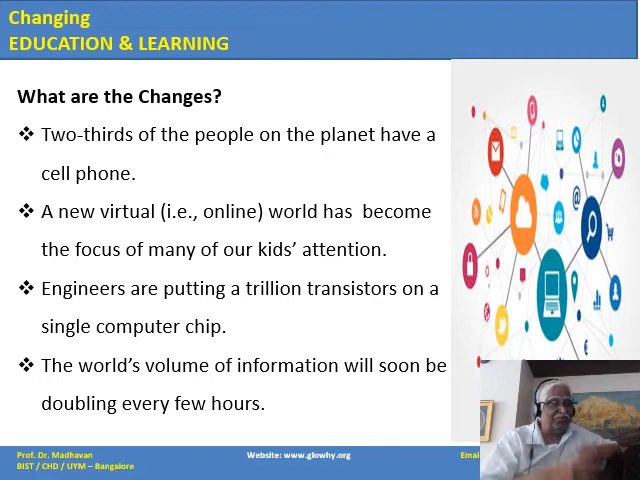 Changing
EDUCATION & LEARNING
What are the Changes?
❖ Two-thirds of the people on the planet have a
cell phone.
❖ A new virtual (i.e., online) world has become
the focus of many of our kids’ attention.
❖ Engineers are putting a trillion transistors on a
single computer chip.
❖ The world’s volume of information will soon be
doubling every few hours.
Prof. Dr. Madhavan
BIST / CHD / UYM – Bangalore
Website: www.glowhy.org
Emai